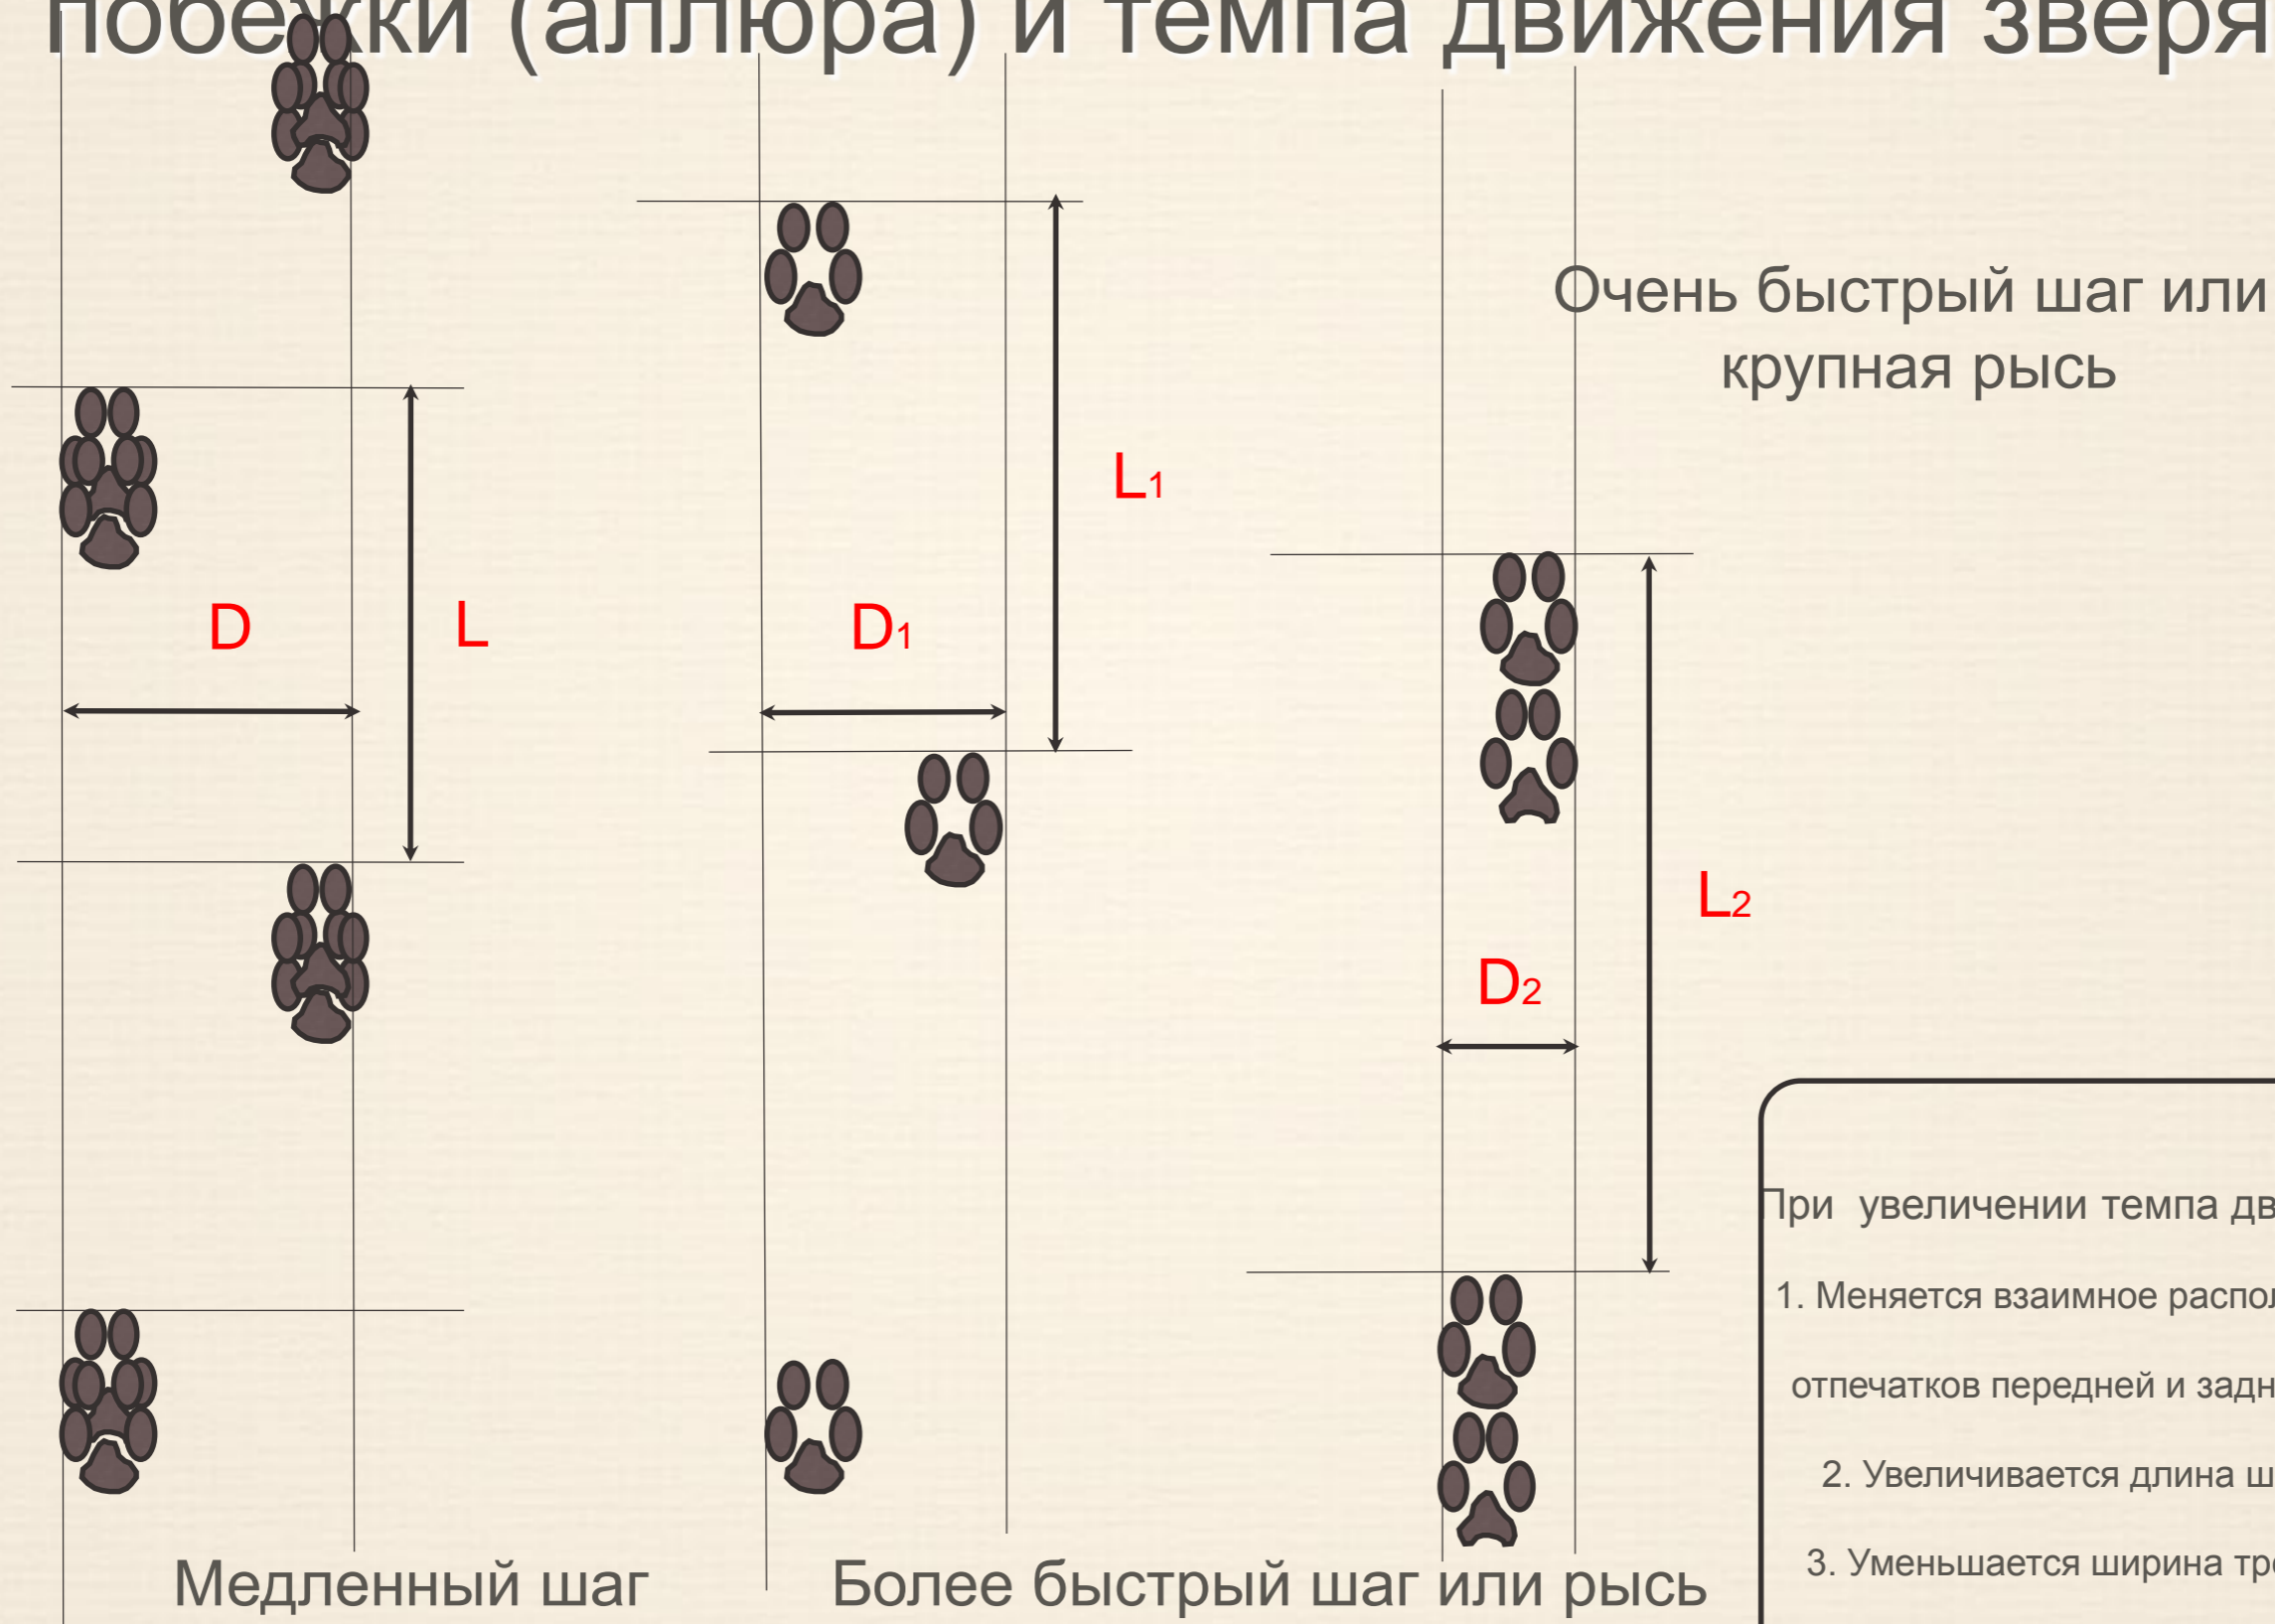 побежки (аллюра) и темпа движения зверя
Очень быстрый шаг или
крупная рысь
L1
D
L
D1
L2
D2
При увеличении темпа дв
1. Меняется взаимное распол
отпечатков передней и задн
2. Увеличивается длина ш
3. Уменьшается ширина тр
Медленный шаг
Более быстрый шаг или рысь